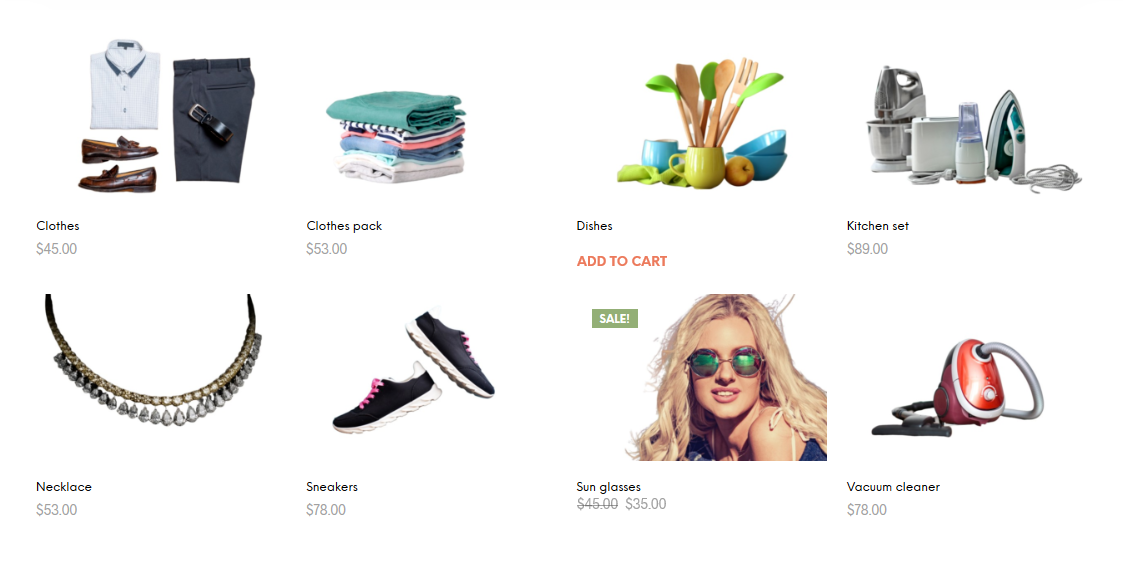 Clothes
$45.00
Clothes pack
$53.00
Dishes
ADD TO CART
Kitchen set
$89.00
Necklace
$53.00
Sneakers
$78.00
SALE!
Sun glasses
$45.00 $35.00
Vacuum cleaner
$78.00